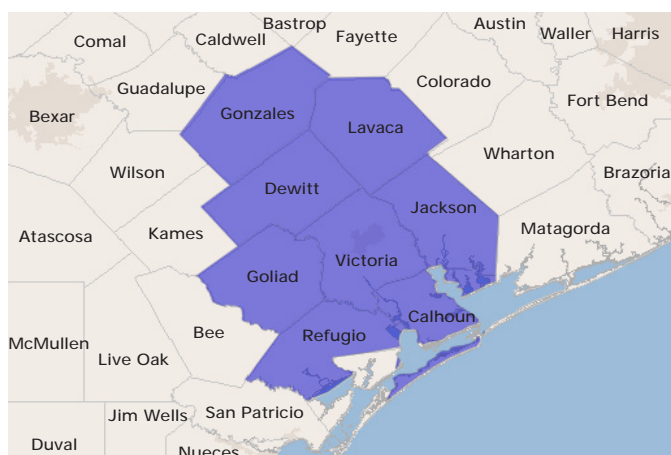 Bastrop
Austin
Waller
Harris
Comal
Caldwell
Fayette
Colorado
Guadalupe
Fort Bend
Bexar
Gonzales
Lavaca
Wharton
Brazoria
Wilson
Dewitt
Jackson
Matagorda
Kames
Atascosa
Victoria
Goliad
Calhoun
Bee
Refugio
McMullen
Live Oak
Jim Wells
San Patricio
Duval
Nueces